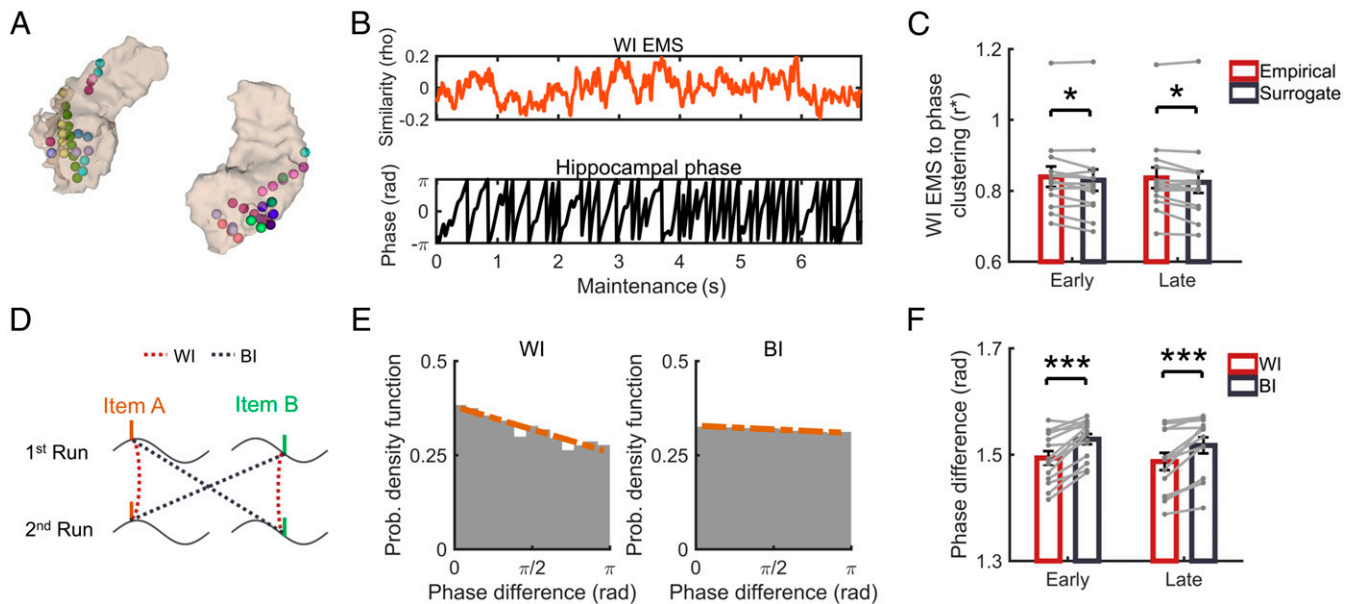 A
B
WI EMS
Similarity (rho)
0.2
0
-0.2
Hippocampal phase
Phase (rad)
π
0
-π
0 1 2 3 4 5 6
Maintenance (s)
C
WI EMS to phase
clustering (r*)
1.2
1
0.8
0.6
*
*
Empirical
Surrogate
Early
Late
D
WI
BI
Item A
Item B
1st Run
2nd Run
E
WI
Prob. density function
0.5
0.25
0
0 π/2 π
Phase difference (rad)
BI
Prob. density function
0.5
0.25
0
0 π/2 π
Phase difference (rad)
F
Phase difference (rad)
1.7
1.5
1.3
***
***
WI
BI
Early
Late